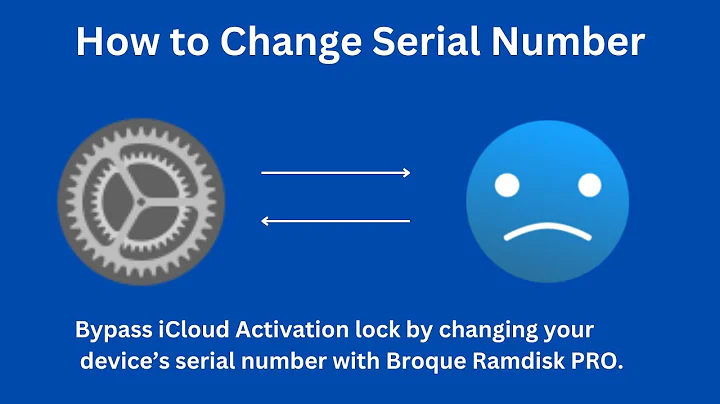 How to Change Serial Number
Bypass iCloud Activation lock by changing your
device’s serial number with Broque Ramdisk PRO.